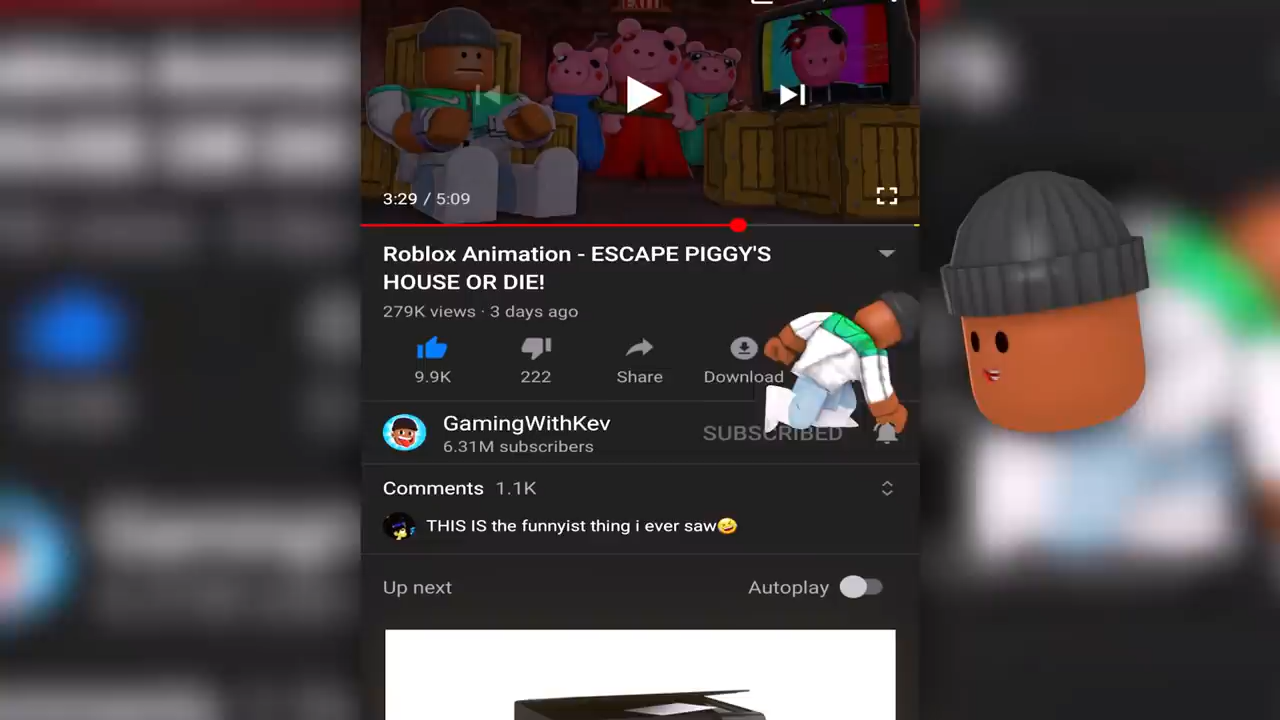 3:29 / 5:09
Roblox Animation - ESCAPE PIGGY'S
HOUSE OR DIE!
279K views · 3 days ago
9.9K
222
Share
Download
GamingWithKev
SUBSCRIBED
6.31M subscribers
Comments 1.1K
THIS IS the funnyist thing i ever saw🤣
Up next
Autoplay